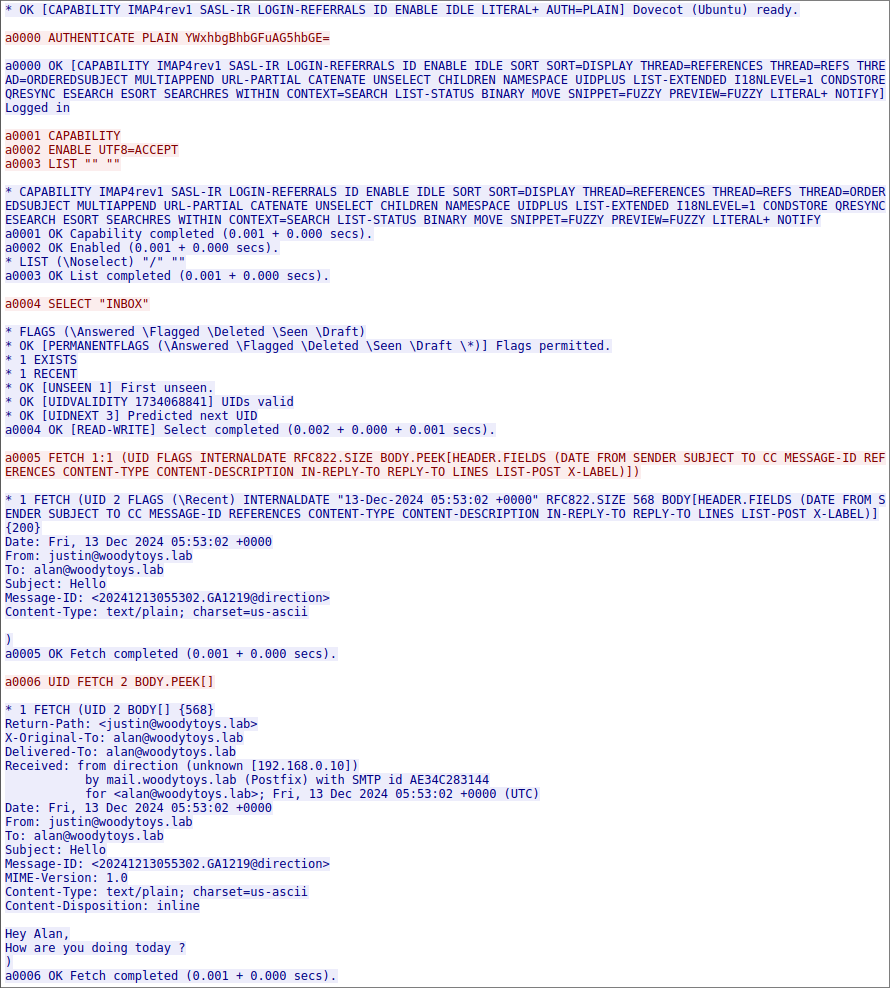 * OK [CAPABILITY IMAP4rev1 SASL-IR LOGIN-REFERRALS ID ENABLE IDLE LITERAL+ AUTH=PLAIN] Dovecot (Ubuntu) ready.
a0000 AUTHENTICATE PLAIN YWxhbgBhbGFuAG5hbGE=
a0000 OK [CAPABILITY IMAP4rev1 SASL-IR LOGIN-REFERRALS ID ENABLE IDLE SORT SORT=DISPLAY THREAD=REFERENCES THREAD=REFS THRE
AD=ORDEREDSUBJECT MULTIAPPEND URL-PARTIAL CATENATE UNSELECT CHILDREN NAMESPACE UIDPLUS LIST-EXTENDED I18NLEVEL=1 CONDSTORE
QRESYNC ESEARCH ESORT SEARCHRES WITHIN CONTEXT=SEARCH LIST-STATUS BINARY MOVE SNIPPET=FUZZY PREVIEW=FUZZY LITERAL+ NOTIFY]
Logged in
a0001 CAPABILITY
a0002 ENABLE UTF8=ACCEPT
a0003 LIST "" ""
* CAPABILITY IMAP4rev1 SASL-IR LOGIN-REFERRALS ID ENABLE IDLE SORT SORT=DISPLAY THREAD=REFERENCES THREAD=REFS THREAD=ORDER
EDSUBJECT MULTIAPPEND URL-PARTIAL CATENATE UNSELECT CHILDREN NAMESPACE UIDPLUS LIST-EXTENDED I18NLEVEL=1 CONDSTORE QRESYNC
ESEARCH ESORT SEARCHRES WITHIN CONTEXT=SEARCH LIST-STATUS BINARY MOVE SNIPPET=FUZZY PREVIEW=FUZZY LITERAL+ NOTIFY
a0001 OK Capability completed (0.001 + 0.000 secs).
a0002 OK Enabled (0.001 + 0.000 secs).
* LIST (\Noselect) "/" ""
a0003 OK List completed (0.001 + 0.000 secs).
a0004 SELECT "INBOX"
* FLAGS (\Answered \Flagged \Deleted \Seen \Draft)
* OK [PERMANENTFLAGS (\Answered \Flagged \Deleted \Seen \Draft \*)] Flags permitted.
* 1 EXISTS
* 1 RECENT
* OK [UNSEEN 1] First unseen.
* OK [UIDVALIDITY 1734068841] UIDs valid
* OK [UIDNEXT 3] Predicted next UID
a0004 OK [READ-WRITE] Select completed (0.002 + 0.000 + 0.001 secs).
a0005 FETCH 1:1 (UID FLAGS INTERNALDATE RFC822.SIZE BODY.PEEK[HEADER.FIELDS (DATE FROM SENDER SUBJECT TO CC MESSAGE-ID REF
ERENCES CONTENT-TYPE CONTENT-DESCRIPTION IN-REPLY-TO REPLY-TO LINES LIST-POST X-LABEL)])
* 1 FETCH (UID 2 FLAGS (\Recent) INTERNALDATE "13-Dec-2024 05:53:02 +0000" RFC822.SIZE 568 BODY[HEADER.FIELDS (DATE FROM S
ENDER SUBJECT TO CC MESSAGE-ID REFERENCES CONTENT-TYPE CONTENT-DESCRIPTION IN-REPLY-TO REPLY-TO LINES LIST-POST X-LABEL)]
{200}
Date: Fri, 13 Dec 2024 05:53:02 +0000
From: justin@woodytoys.lab
To: alan@woodytoys.lab
Subject: Hello
Message-ID: <20241213055302.GA1219@direction>
Content-Type: text/plain; charset=us-ascii
)
a0005 OK Fetch completed (0.001 + 0.000 secs).
a0006 UID FETCH 2 BODY.PEEK[]
* 1 FETCH (UID 2 BODY[] {568}
Return-Path: <justin@woodytoys.lab>
X-Original-To: alan@woodytoys.lab
Delivered-To: alan@woodytoys.lab
Received: from direction (unknown [192.168.0.10])
by mail.woodytoys.lab (Postfix) with SMTP id AE34C283144
for <alan@woodytoys.lab>; Fri, 13 Dec 2024 05:53:02 +0000 (UTC)
Date: Fri, 13 Dec 2024 05:53:02 +0000
From: justin@woodytoys.lab
To: alan@woodytoys.lab
Subject: Hello
Message-ID: <20241213055302.GA1219@direction>
MIME-Version: 1.0
Content-Type: text/plain; charset=us-ascii
Content-Disposition: inline
Hey Alan,
How are you doing today ?
)
a0006 OK Fetch completed (0.001 + 0.000 secs).